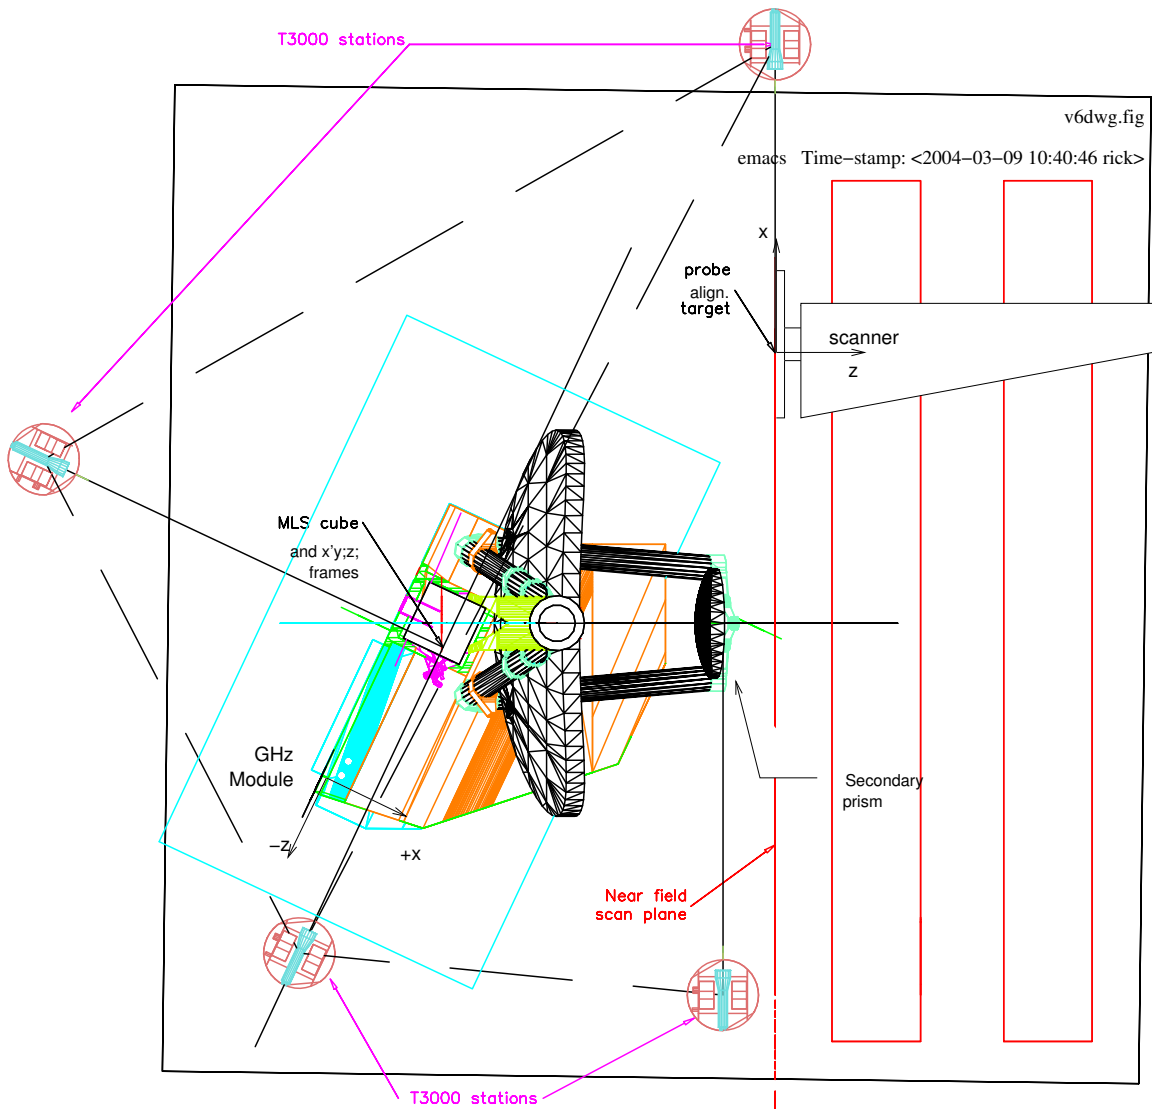 T3000 stations
v6dwg.fig
emacs Time-stamp: <2004-03-09 10:40:46 rick>
x
probe
align.
target
scanner
z
MLS cube
and x'y;z;
frames
GHz
Module
Secondary
prism
-z
+x
Near field
scan plane
T3000 stations